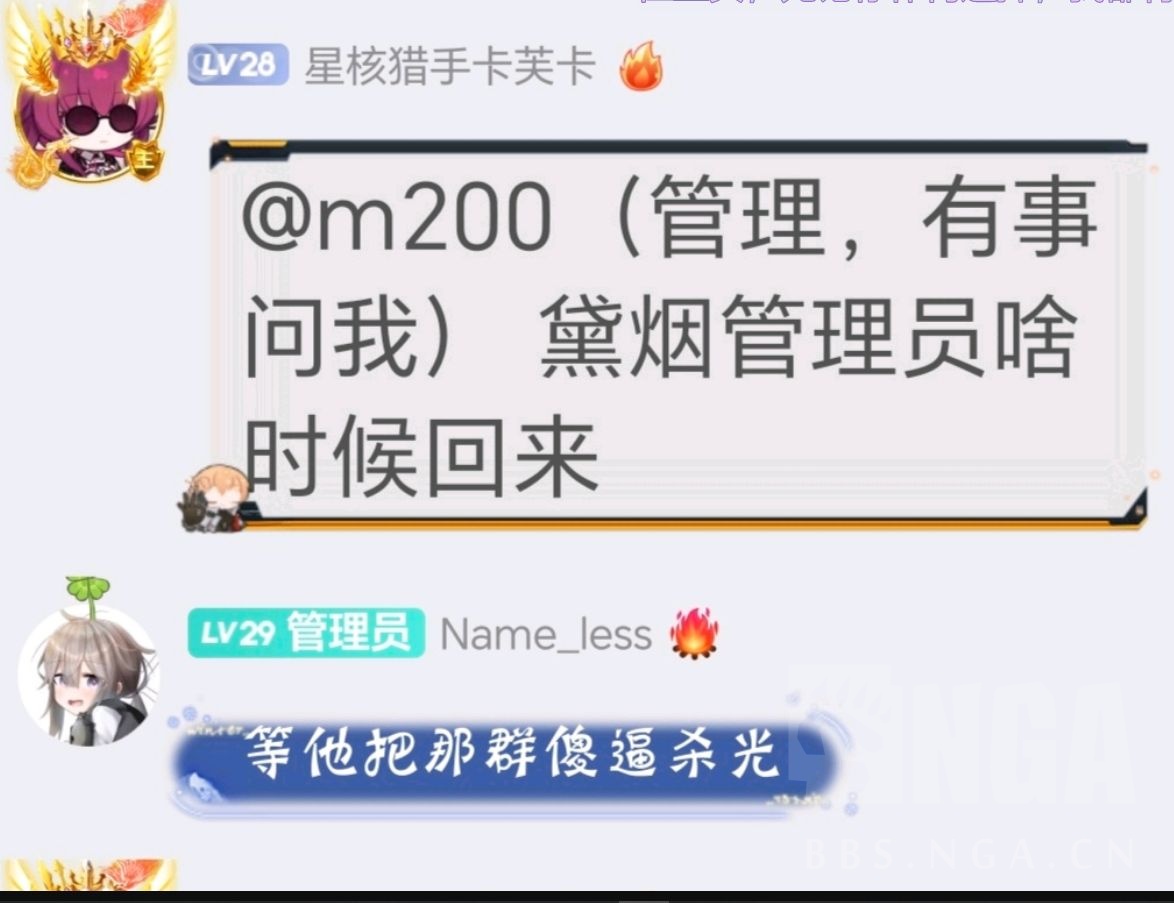 LV28 星核猎手卡芙卡
主
@m200（管理，有事
问我） 黛烟管理员啥
时候回来
LV29 管理员 Name_less
winter
等他把那群傻逼杀光
NGA
BBS.NGA.CN